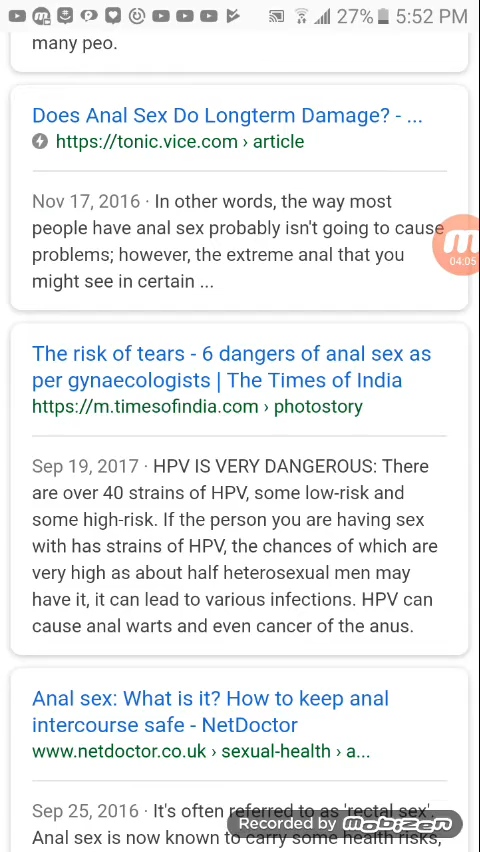 27% 5:52 PM
many peo.
Does Anal Sex Do Longterm Damage? - ...
https://tonic.vice.com › article
Nov 17, 2016 · In other words, the way most
people have anal sex probably isn't going to cause
problems; however, the extreme anal that you
might see in certain ...
04:05
The risk of tears - 6 dangers of anal sex as
per gynaecologists | The Times of India
https://m.timesofindia.com › photostory
Sep 19, 2017 · HPV IS VERY DANGEROUS: There
are over 40 strains of HPV, some low-risk and
some high-risk. If the person you are having sex
with has strains of HPV, the chances of which are
very high as about half heterosexual men may
have it, it can lead to various infections. HPV can
cause anal warts and even cancer of the anus.
Anal sex: What is it? How to keep anal
intercourse safe - NetDoctor
www.netdoctor.co.uk › sexual-health › a...
Sep 25, 2016 · It's often referred to as 'rectal sex'.
Recorded by mobizen
Anal sex is now known to carry some health risks,